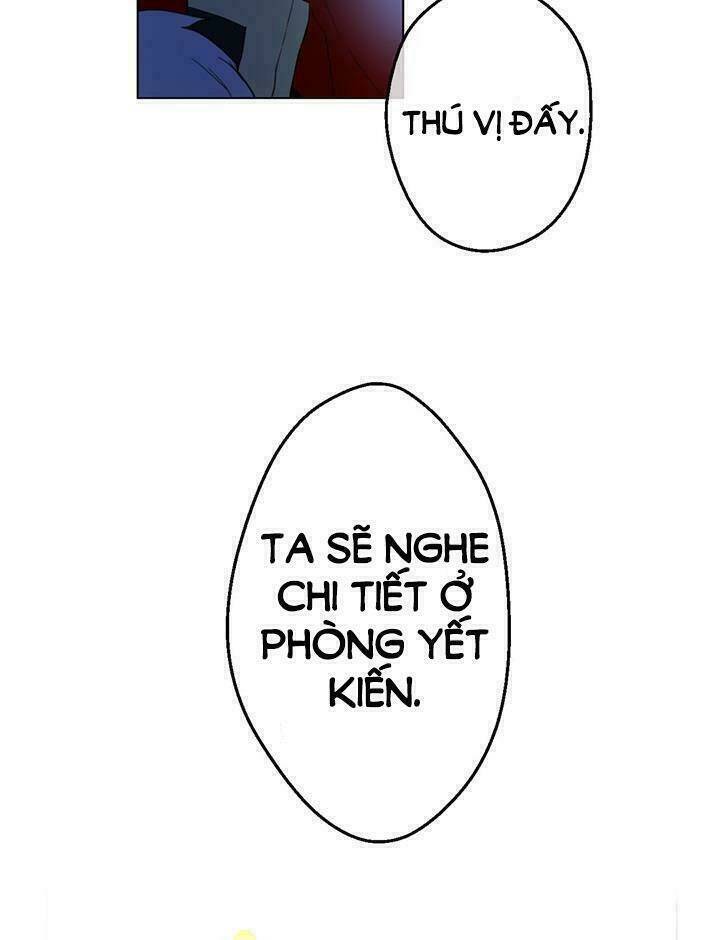 THÚ VỊ ĐẤY.
TA SẼ NGHE
CHI TIẾT Ở
PHÒNG YẾT
KIẾN.